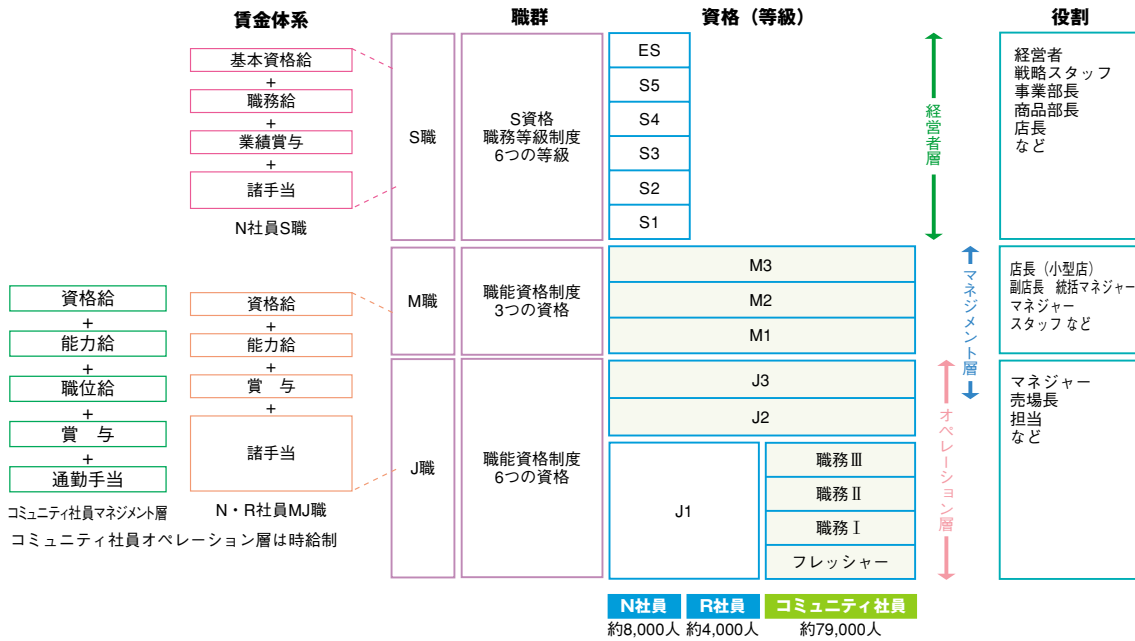 賃金体系
職群
資格（等級）
役割
基本資格給
+
職務給
+
業績賞与
+
諸手当
N社員S職
S職
S資格
職務等級制度
6つの等級
ES
S5
S4
S3
S2
S1
経営者層
経営者
戦略スタッフ
事業部長
商品部長
店長
など
資格給
+
能力給
+
職位給
+
賞　与
+
通勤手当
コミュニティ社員マネジメント層
資格給
+
能力給
+
賞　与
+
諸手当
N・R社員MJ職
コミュニティ社員オペレーション層は時給制
M職
職能資格制度
3つの資格
M3
M2
M1
マネジメント層
店長（小型店）
副店長　統括マネジャー
マネジャー
スタッフ など
J職
職能資格制度
6つの資格
J3
J2
J1
職務Ⅲ
職務Ⅱ
職務Ⅰ
フレッシャー
オペレーション層
マネジャー
売場長
担当
など
N社員
R社員
コミュニティ社員
約8,000人
約4,000人
約79,000人